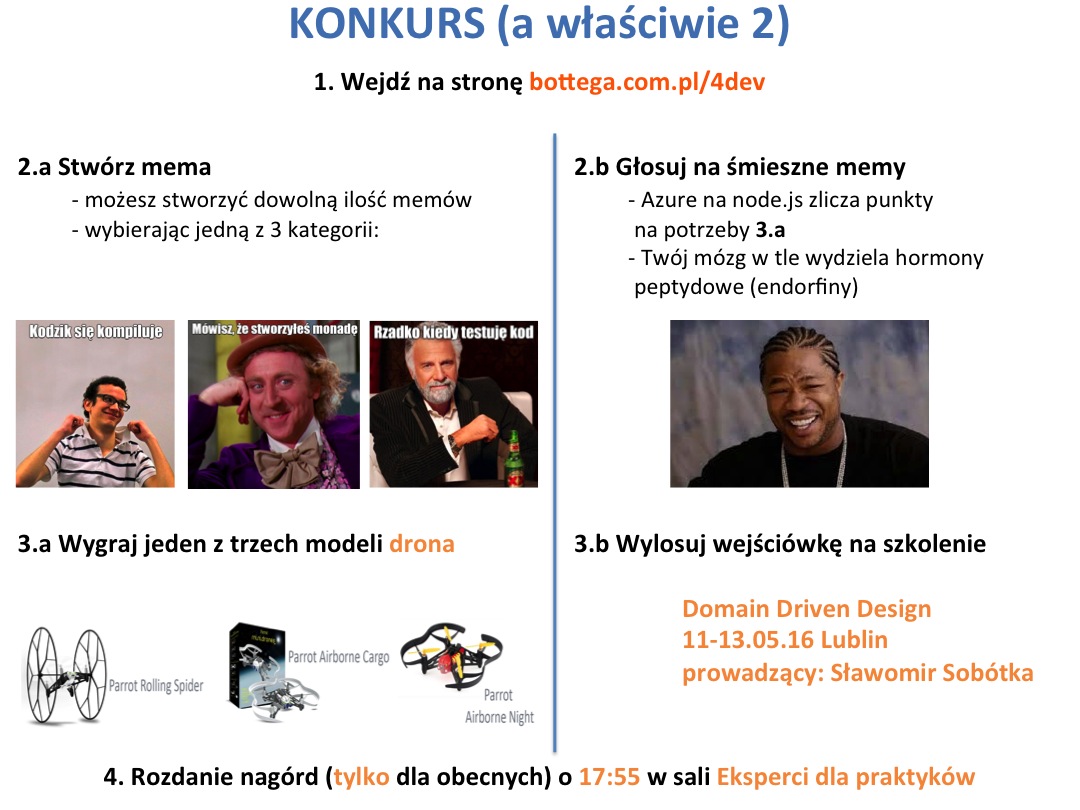 KONKURS (a właściwie 2)
1. Wejdź na stronę bottega.com.pl/4dev
2.a Stwórz mema
- możesz stworzyć dowolną ilość memów
- wybierając jedną z 3 kategorii:
Kodzik się kompiluje
Mówisz, że stworzyłeś monadę
Rzadko kiedy testuję kod
3.a Wygraj jeden z trzech modeli drona
Parrot Rolling Spider
Parrot Airborne Cargo
Parrot
Airborne Night
2.b Głosuj na śmieszne memy
- Azure na node.js zlicza punkty
na potrzeby 3.a
- Twój mózg w tle wydziela hormony
peptydowe (endorfiny)
3.b Wylosuj wejściówkę na szkolenie
Domain Driven Design
11-13.05.16 Lublin
prowadzący: Sławomir Sobótka
4. Rozdanie nagórd (tylko dla obecnych) o 17:55 w sali Eksperci dla praktyków